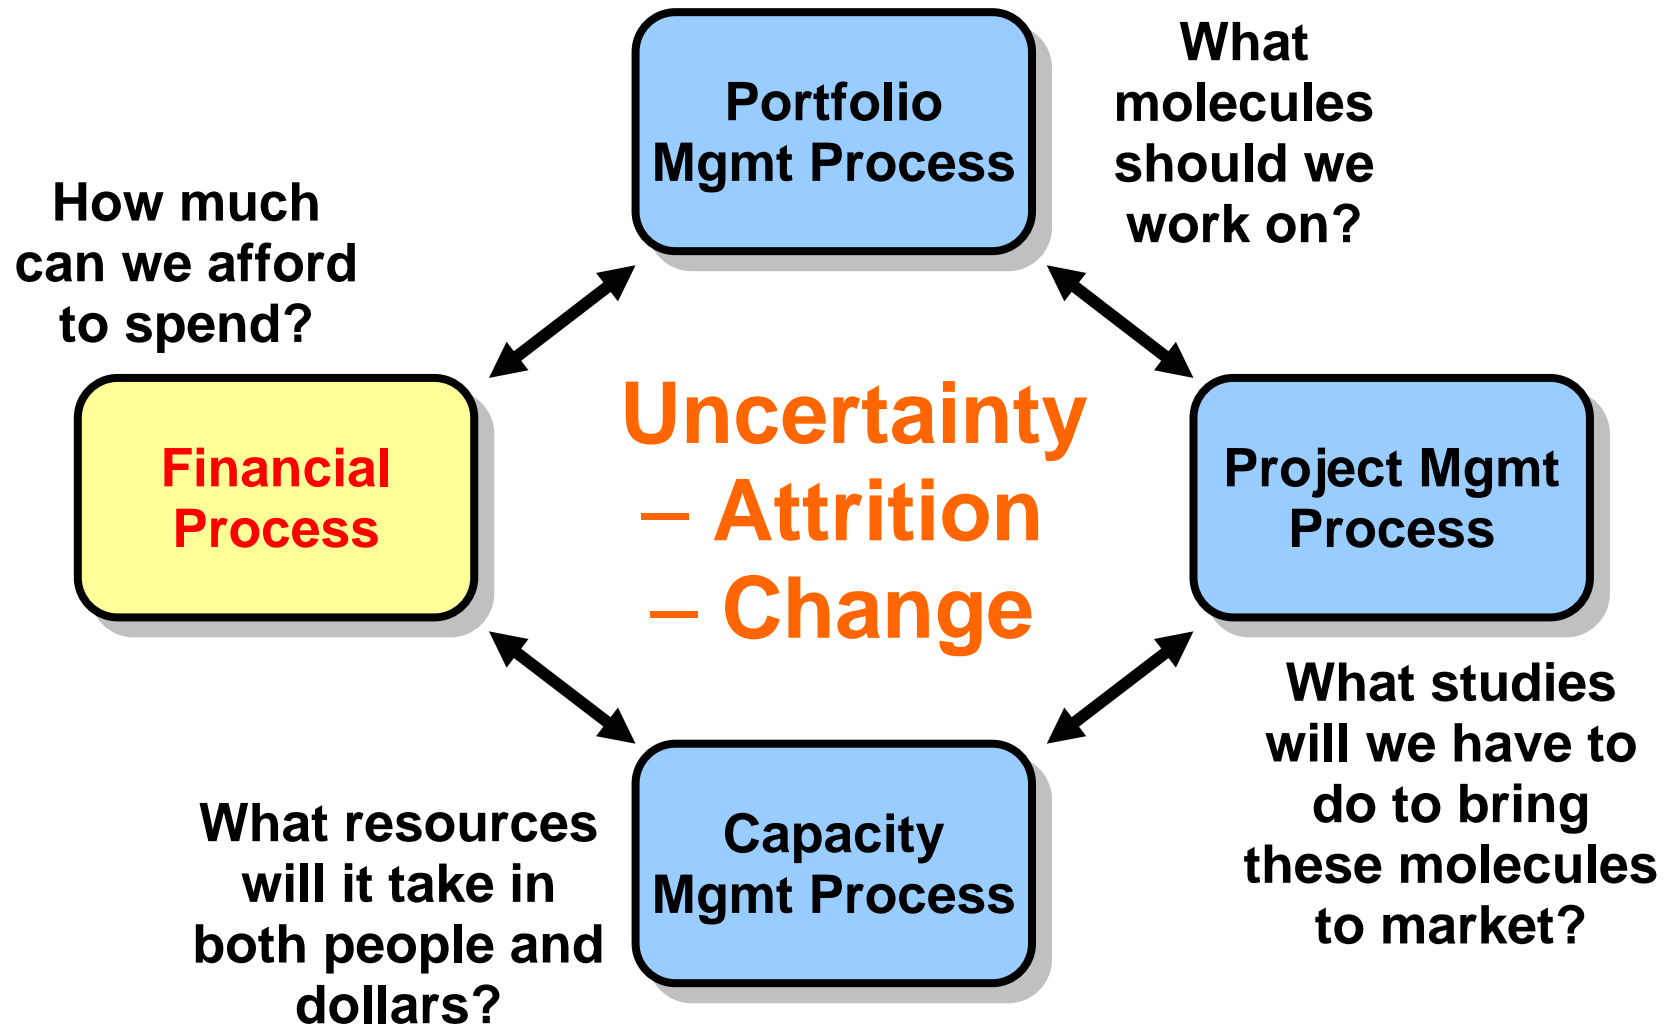 Portfolio
Mgmt Process
What
molecules
should we
work on?
How much
can we afford
to spend?
Financial
Process
Uncertainty
– Attrition
– Change
Project Mgmt
Process
What studies
will we have to
do to bring
these molecules
to market?
Capacity
Mgmt Process
What resources
will it take in
both people and
dollars?